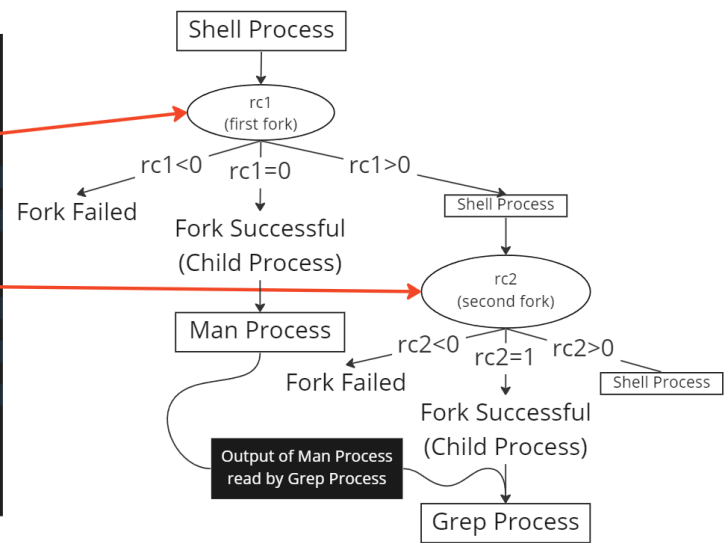 Shell Process
rc1
(first fork)
rc1<0
rc1=0
rc1>0
Fork Failed
Fork Successful
(Child Process)
Shell Process
rc2
(second fork)
Man Process
rc2<0
rc2=1
rc2>0
Fork Failed
Shell Process
Fork Successful
(Child Process)
Output of Man Process
read by Grep Process
Grep Process